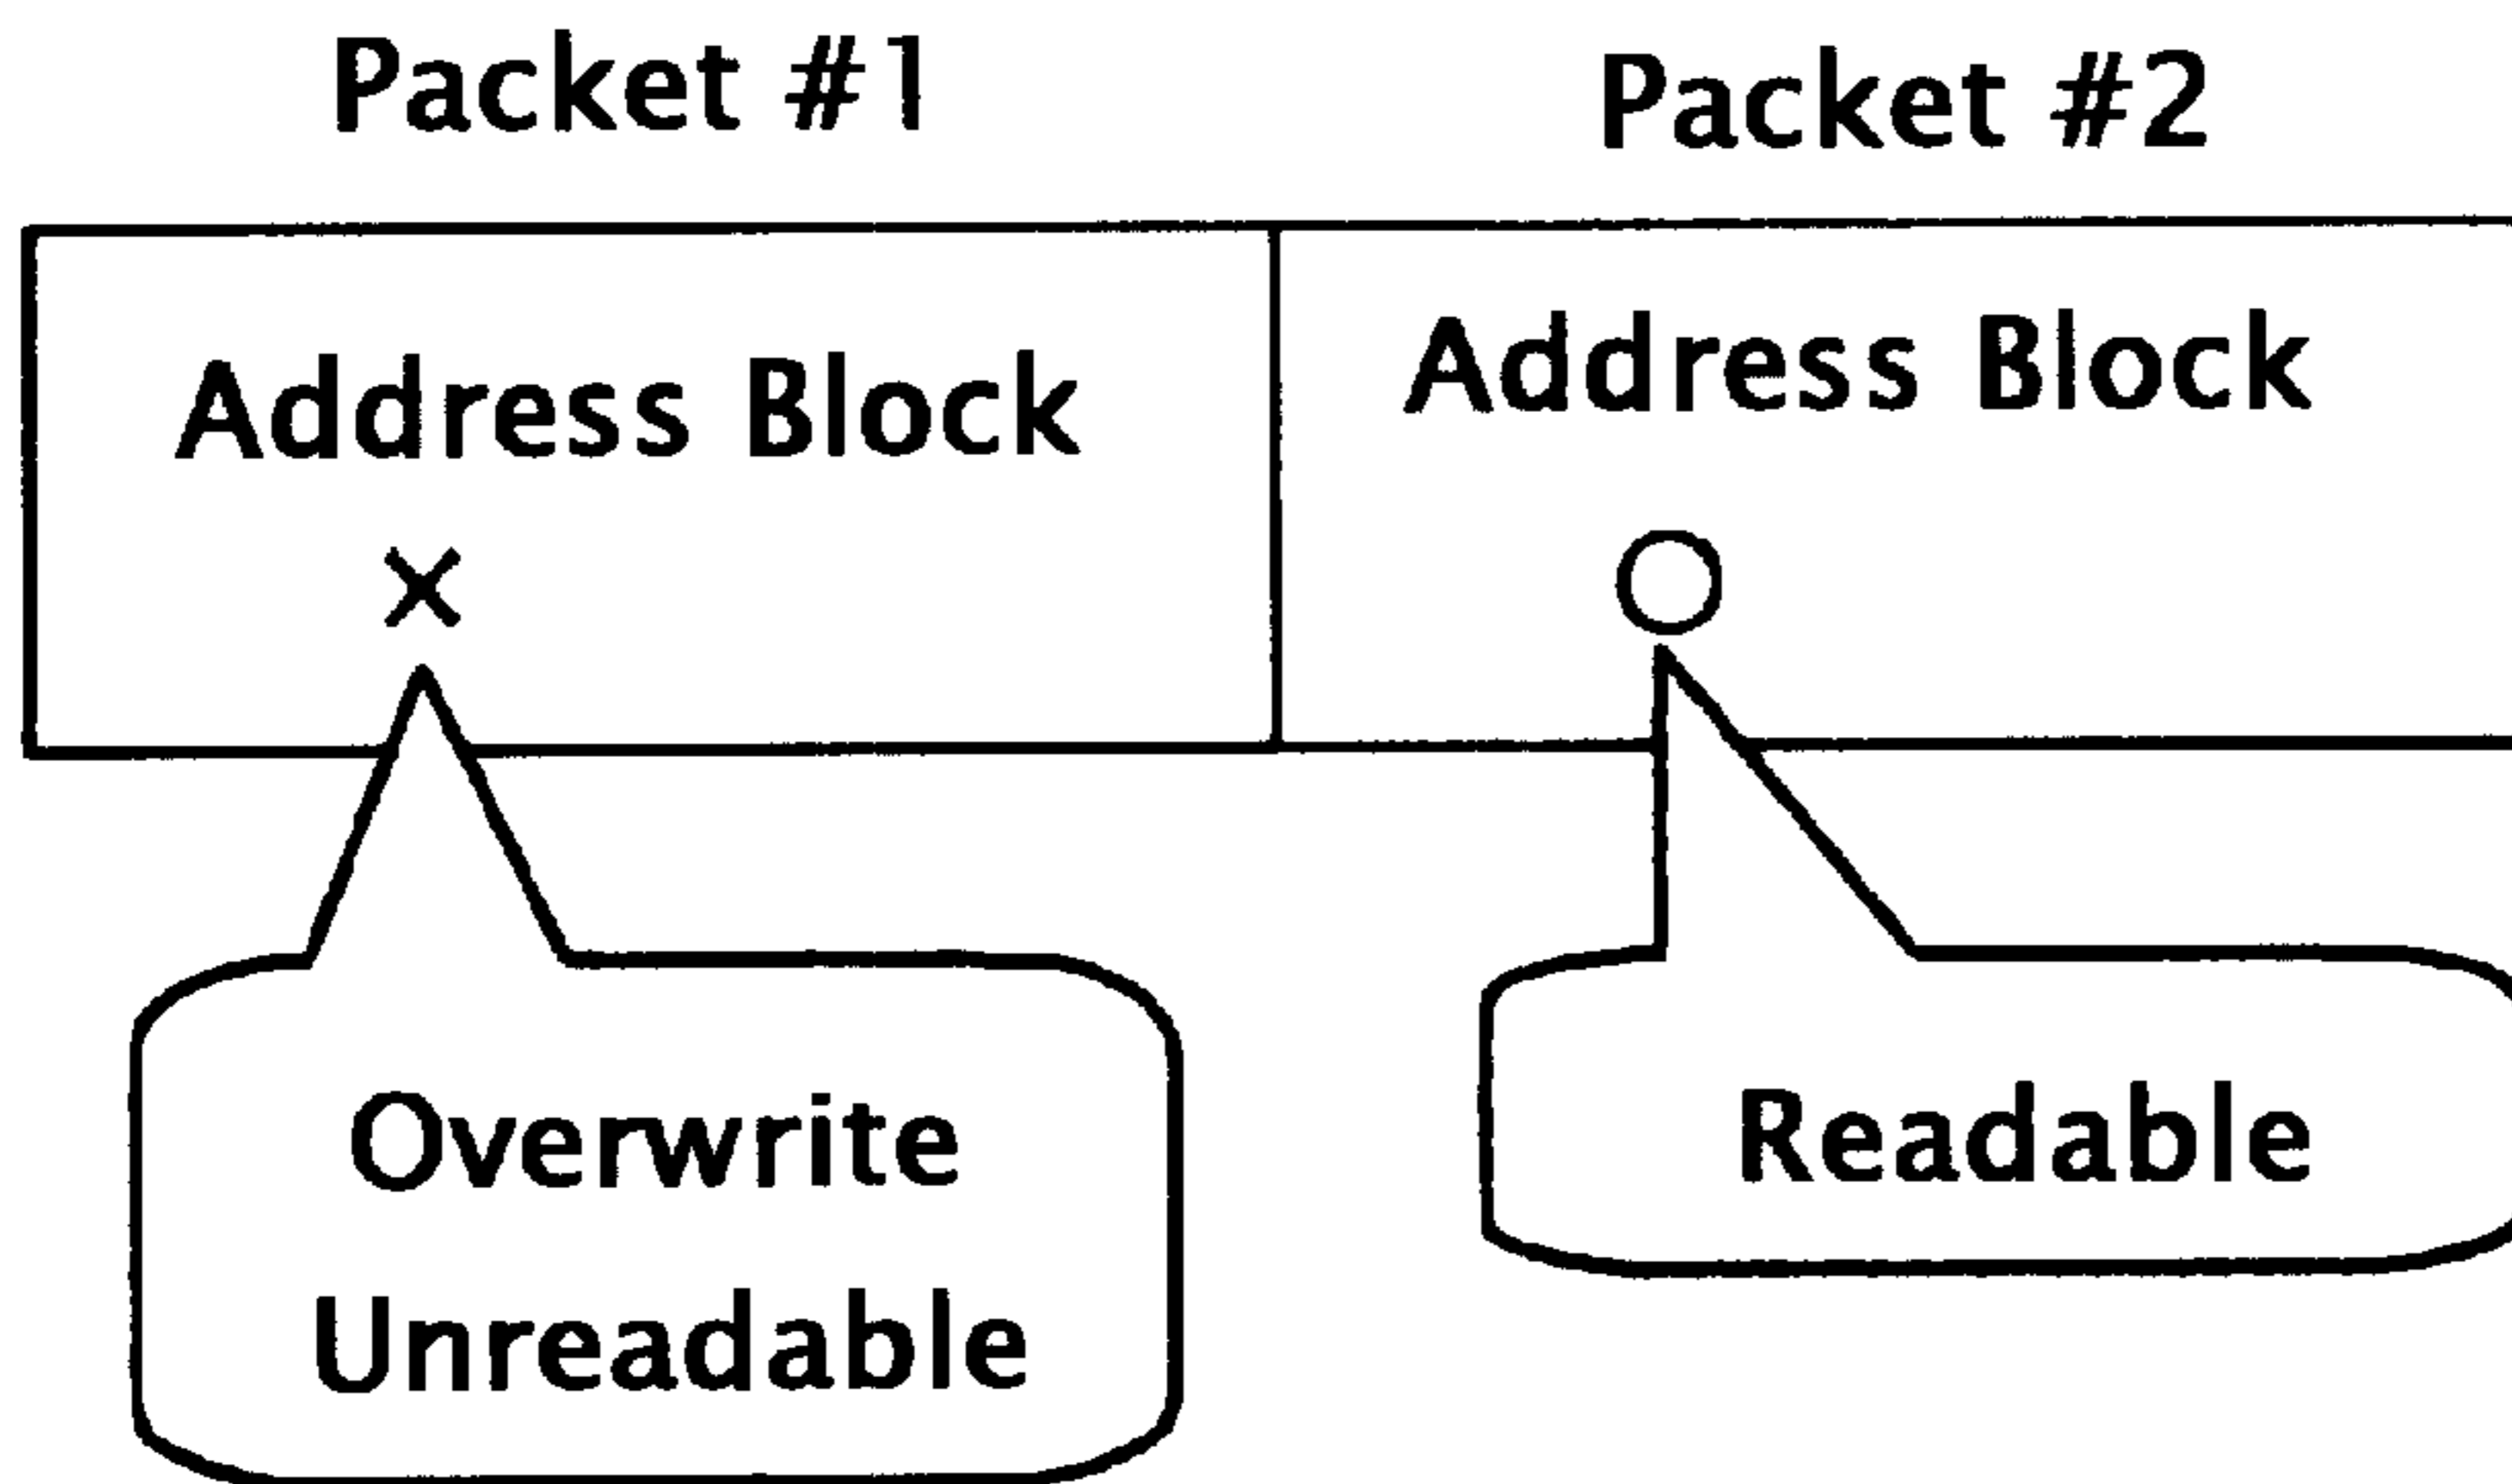 Packet #1
Packet #2
Address Block
Address Block
×
○
Overwrite
Unreadable
Readable